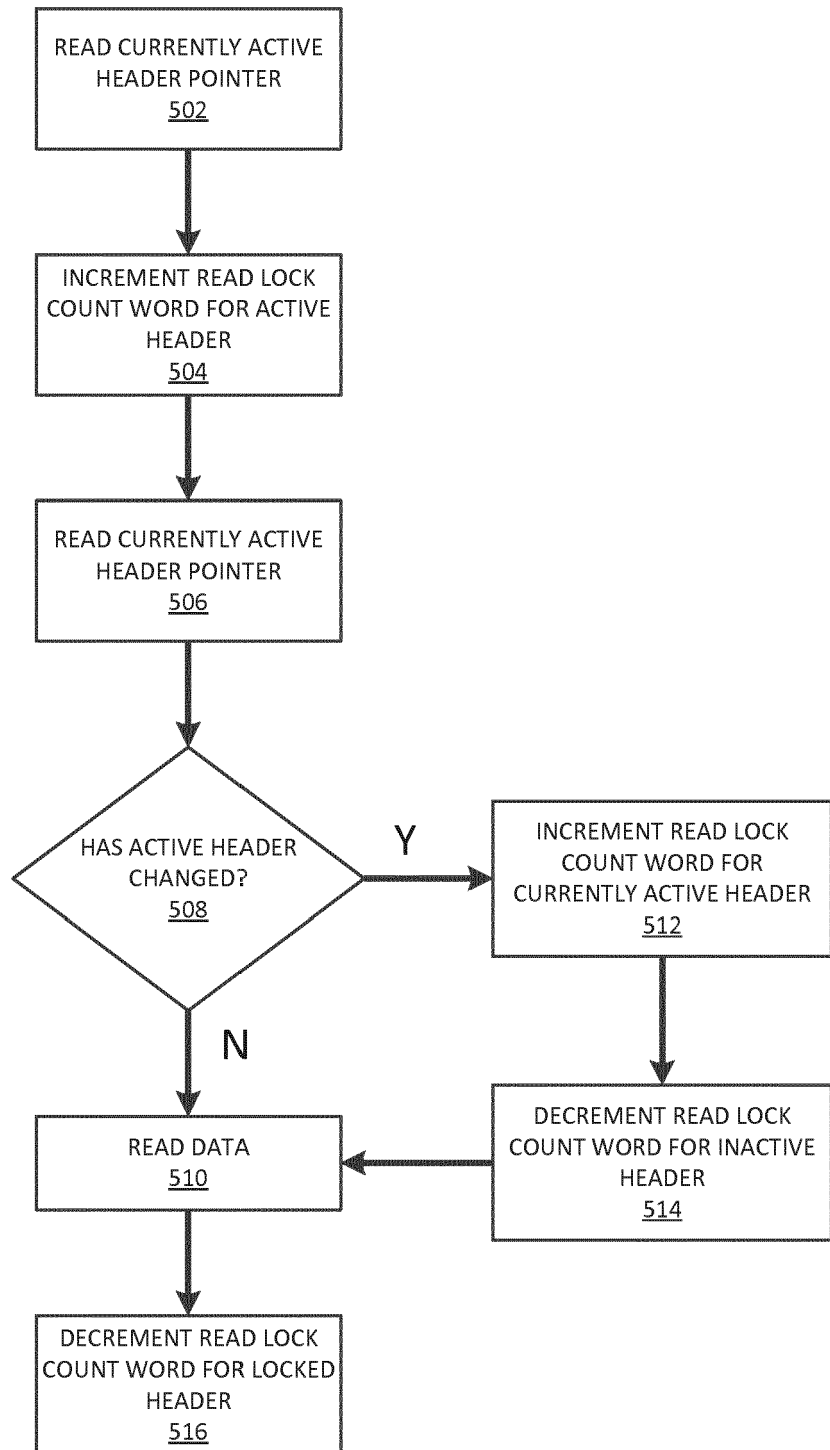 READ CURRENTLY ACTIVE
HEADER POINTER
502
INCREMENT READ LOCK
COUNT WORD FOR ACTIVE
HEADER
504
READ CURRENTLY ACTIVE
HEADER POINTER
506
HAS ACTIVE HEADER
CHANGED?
508
Y
INCREMENT READ LOCK
COUNT WORD FOR
CURRENTLY ACTIVE HEADER
512
N
READ DATA
510
DECREMENT READ LOCK
COUNT WORD FOR INACTIVE
HEADER
514
DECREMENT READ LOCK
COUNT WORD FOR LOCKED
HEADER
516